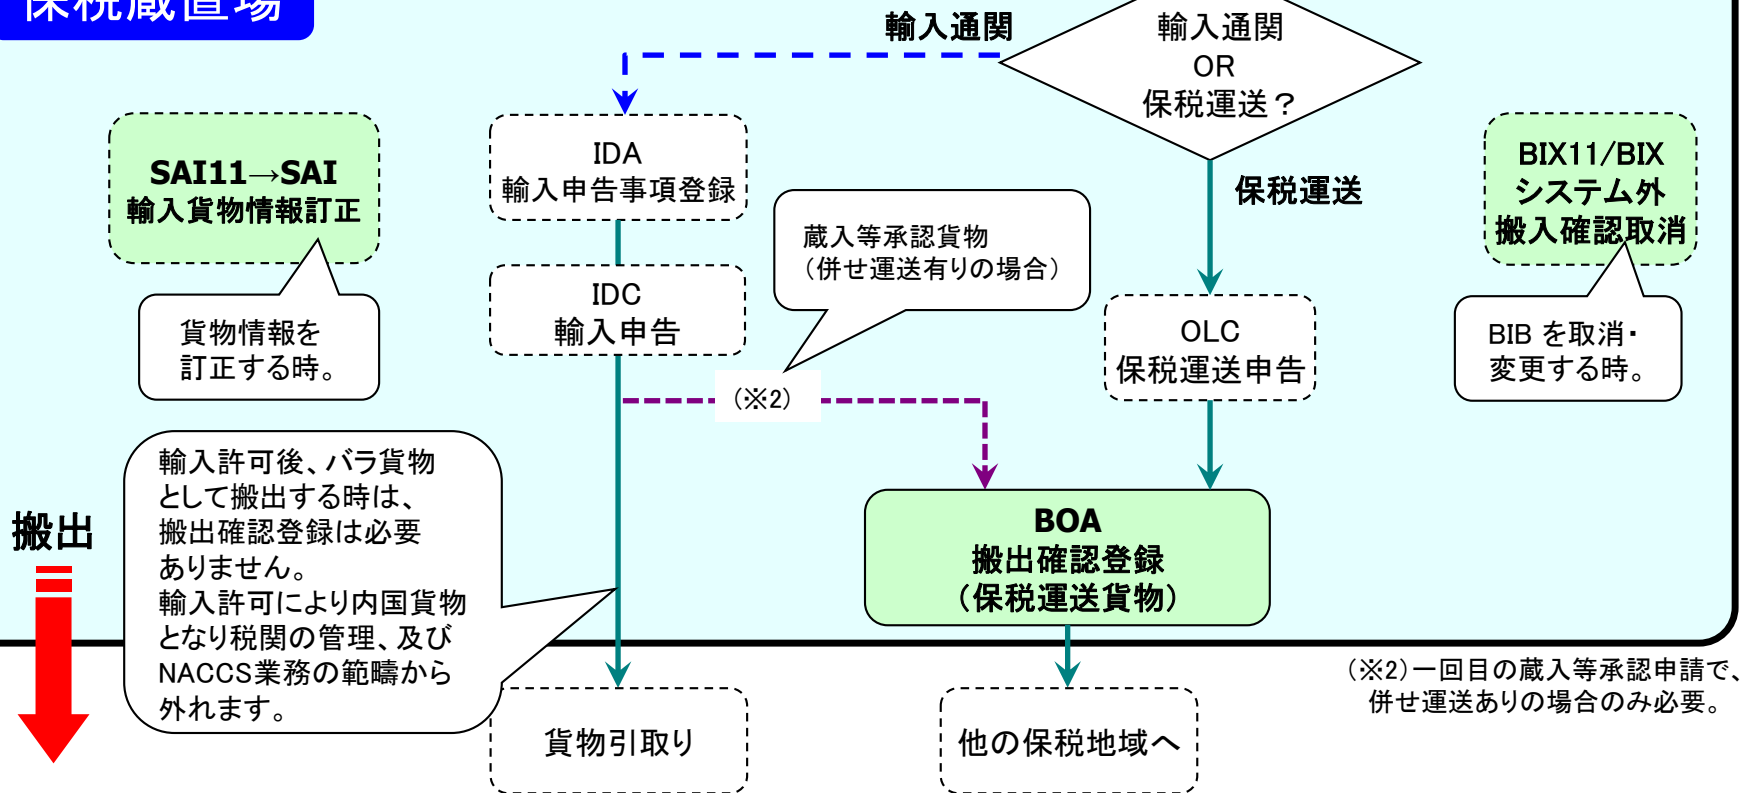 保税蔵置場
輸入通関
輸入通関
OR
保税運送？
SAI11→SAI
輸入貨物情報訂正
IDA
輸入申告事項登録
保税運送
BIX11/BIX
システム外
搬入確認取消
蔵入等承認貨物
（併せ運送有りの場合）
IDC
輸入申告
貨物情報を
訂正する時。
OLC
保税運送申告
BIB を取消・
変更する時。
（※2）
輸入許可後、バラ貨物
として搬出する時は、
搬出確認登録は必要
ありません。
輸入許可により内国貨物
となり税関の管理、及び
NACCS業務の範疇から
外れます。
搬出
BOA
搬出確認登録
（保税運送貨物）
（※2）一回目の蔵入等承認申請で、
併せ運送ありの場合のみ必要。
貨物引取り
他の保税地域へ